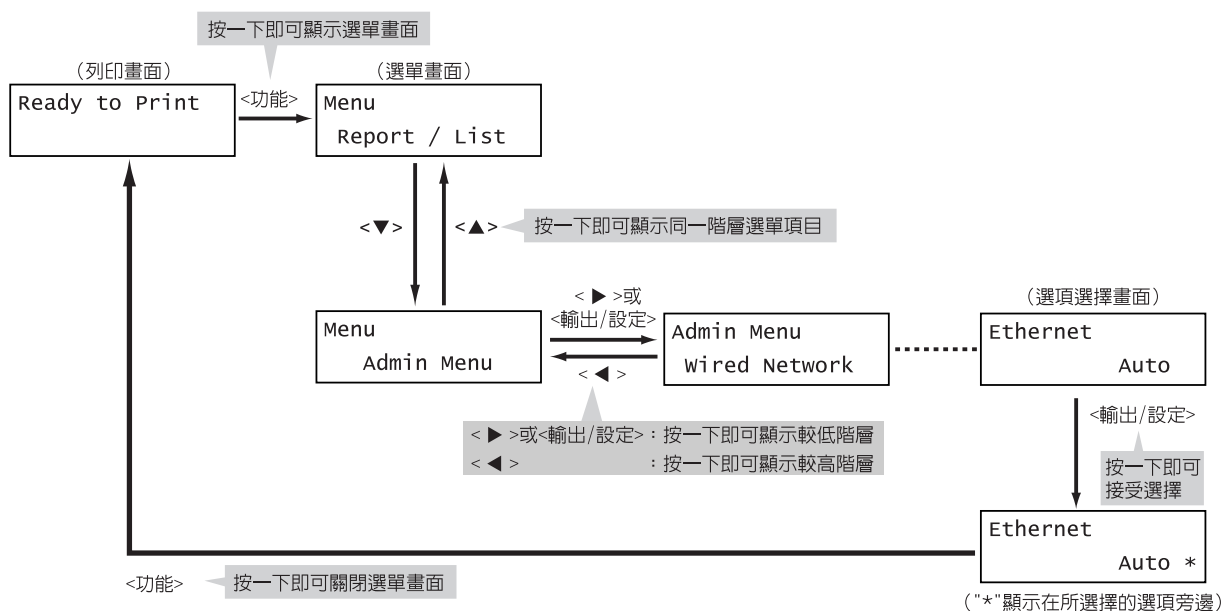 按一下即可顯示選單畫面
(列印畫面)
Ready to Print
<功能>
(選單畫面)
Menu
Report / List
<▼>
<▲>
按一下即可顯示同一階層選單項目
Menu
Admin Menu
< ▶ >或
<輸出/設定>
< ◀ >
Admin Menu
Wired Network
< ▶ >或<輸出/設定>：按一下即可顯示較低階層
< ◀ > ：按一下即可顯示較高階層
(選項選擇畫面)
Ethernet
Auto
<輸出/設定>
按一下即可
接受選擇
Ethernet
Auto *
("*"顯示在所選擇的選項旁邊)
<功能>
按一下即可關閉選單畫面